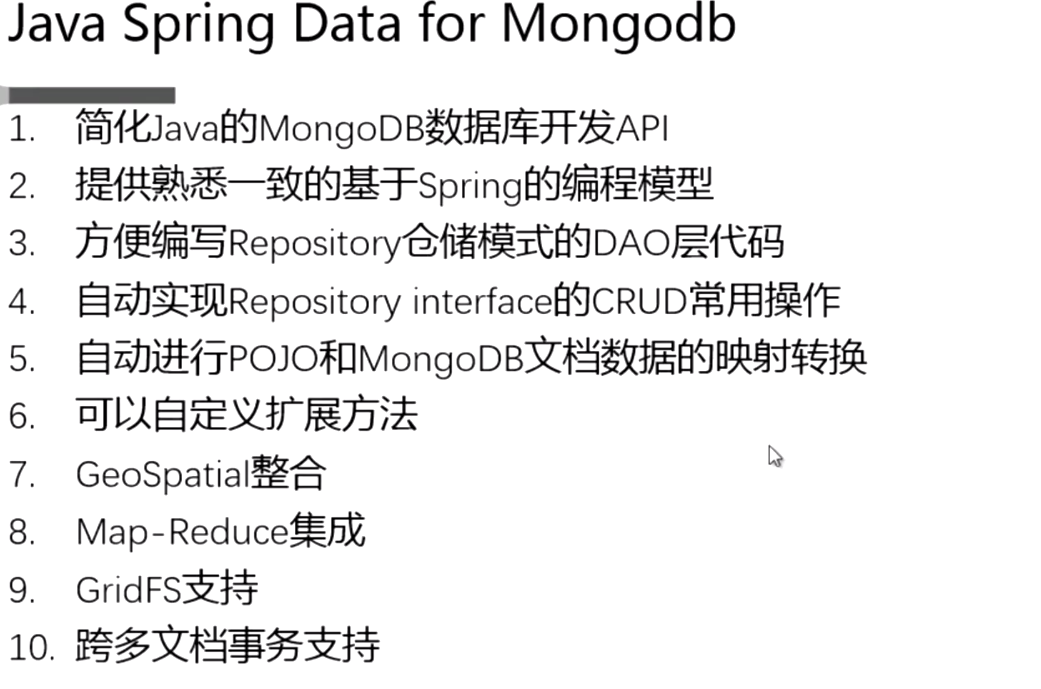 Java Spring Data for Mongodb
1. 简化Java的MongoDB数据库开发API
2. 提供熟悉一致的基于Spring的编程模型
3. 方便编写Repository仓储模式的DAO层代码
4. 自动实现Repository interface的CRUD常用操作
5. 自动进行POJO和MongoDB文档数据的映射转换
6. 可以自定义扩展方法
7. GeoSpatial整合
8. Map-Reduce集成
9. GridFS支持
10. 跨多文档事务支持